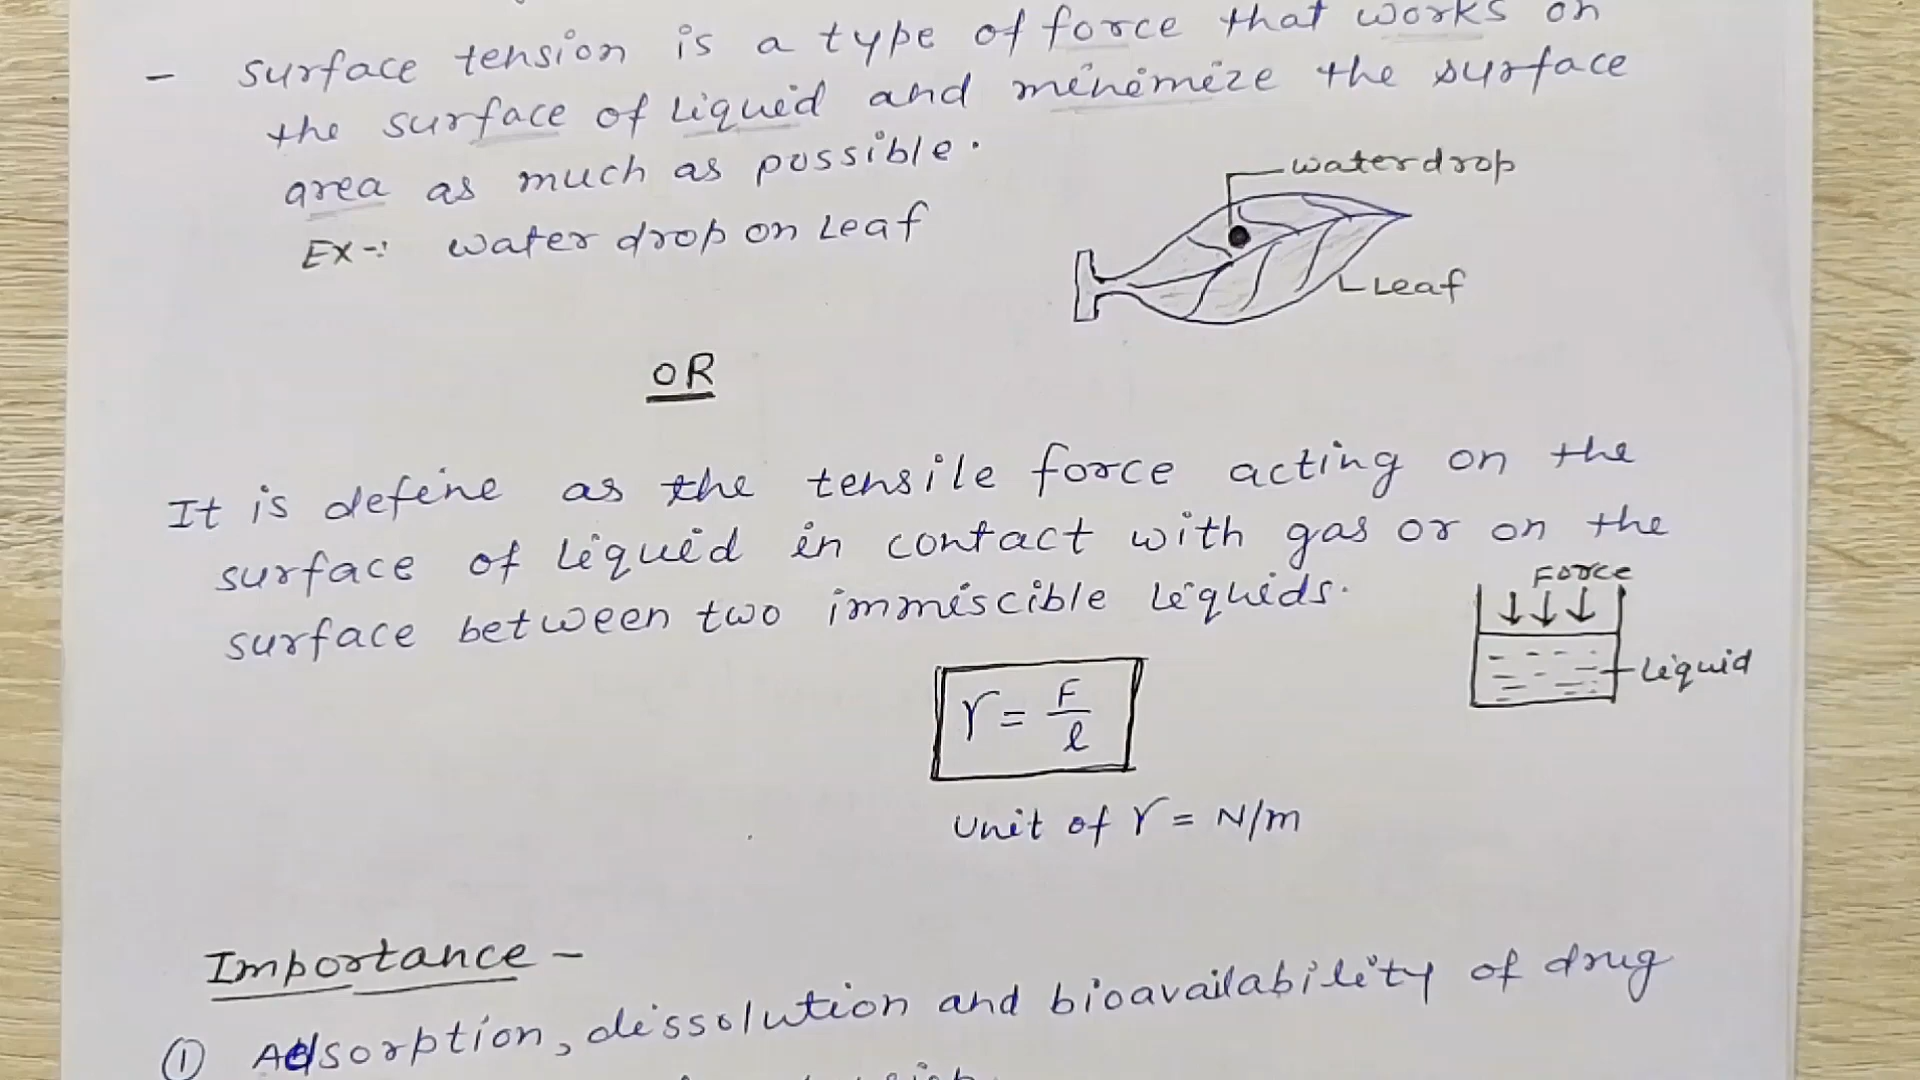 - surface tension is a type of force that works on
the surface of liquid and minimize the surface
area as much as possible.
Ex-: water drop on Leaf
water drop
Leaf
OR
It is define as the tensile force acting on the
surface of liquid in contact with gas or on the
surface between two immiscible liquids.
Force
Liquid
γ = F/l
Unit of γ = N/m
Importance -
① Adsorption, dissolution and bioavailability of drug